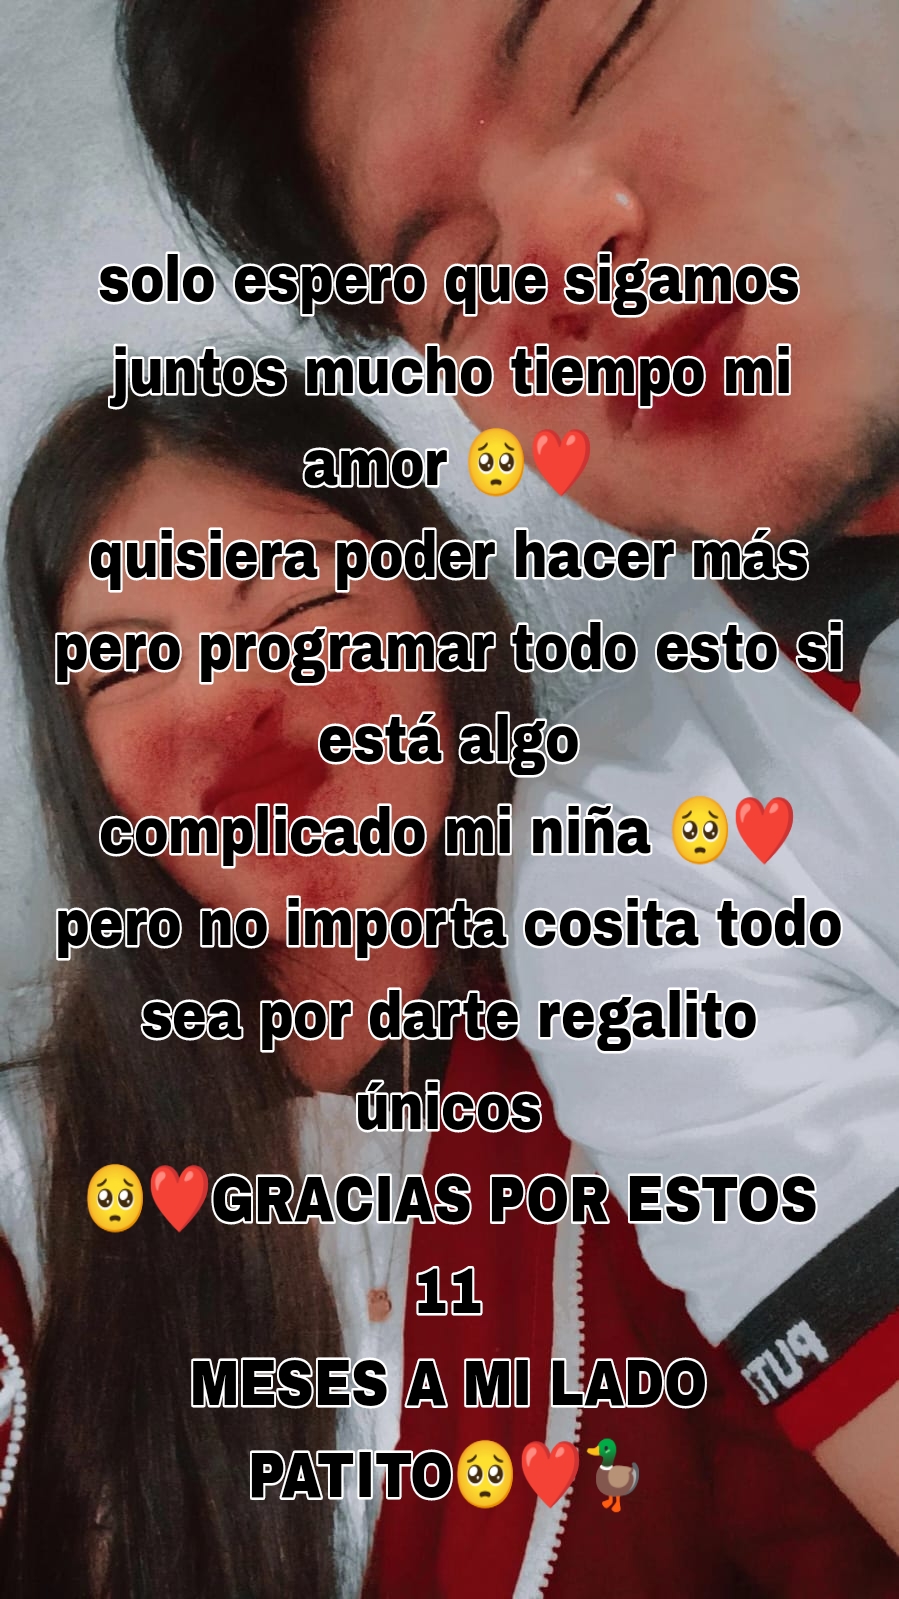 solo espero que sigamos
juntos mucho tiempo mi
amor 🥺❤️
quisiera poder hacer más
pero programar todo esto si
está algo
complicado mi niña 🥺❤️
pero no importa cosita todo
sea por darte regalito
únicos
🥺❤️GRACIAS POR ESTOS
11
MESES A MI LADO
PATITO🥺❤️🦆